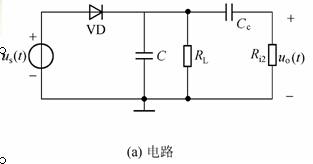 VD
C_c
+
+
u_s(t)
C
R_L
R_i2
u_o(t)
−
−
(a) 电路